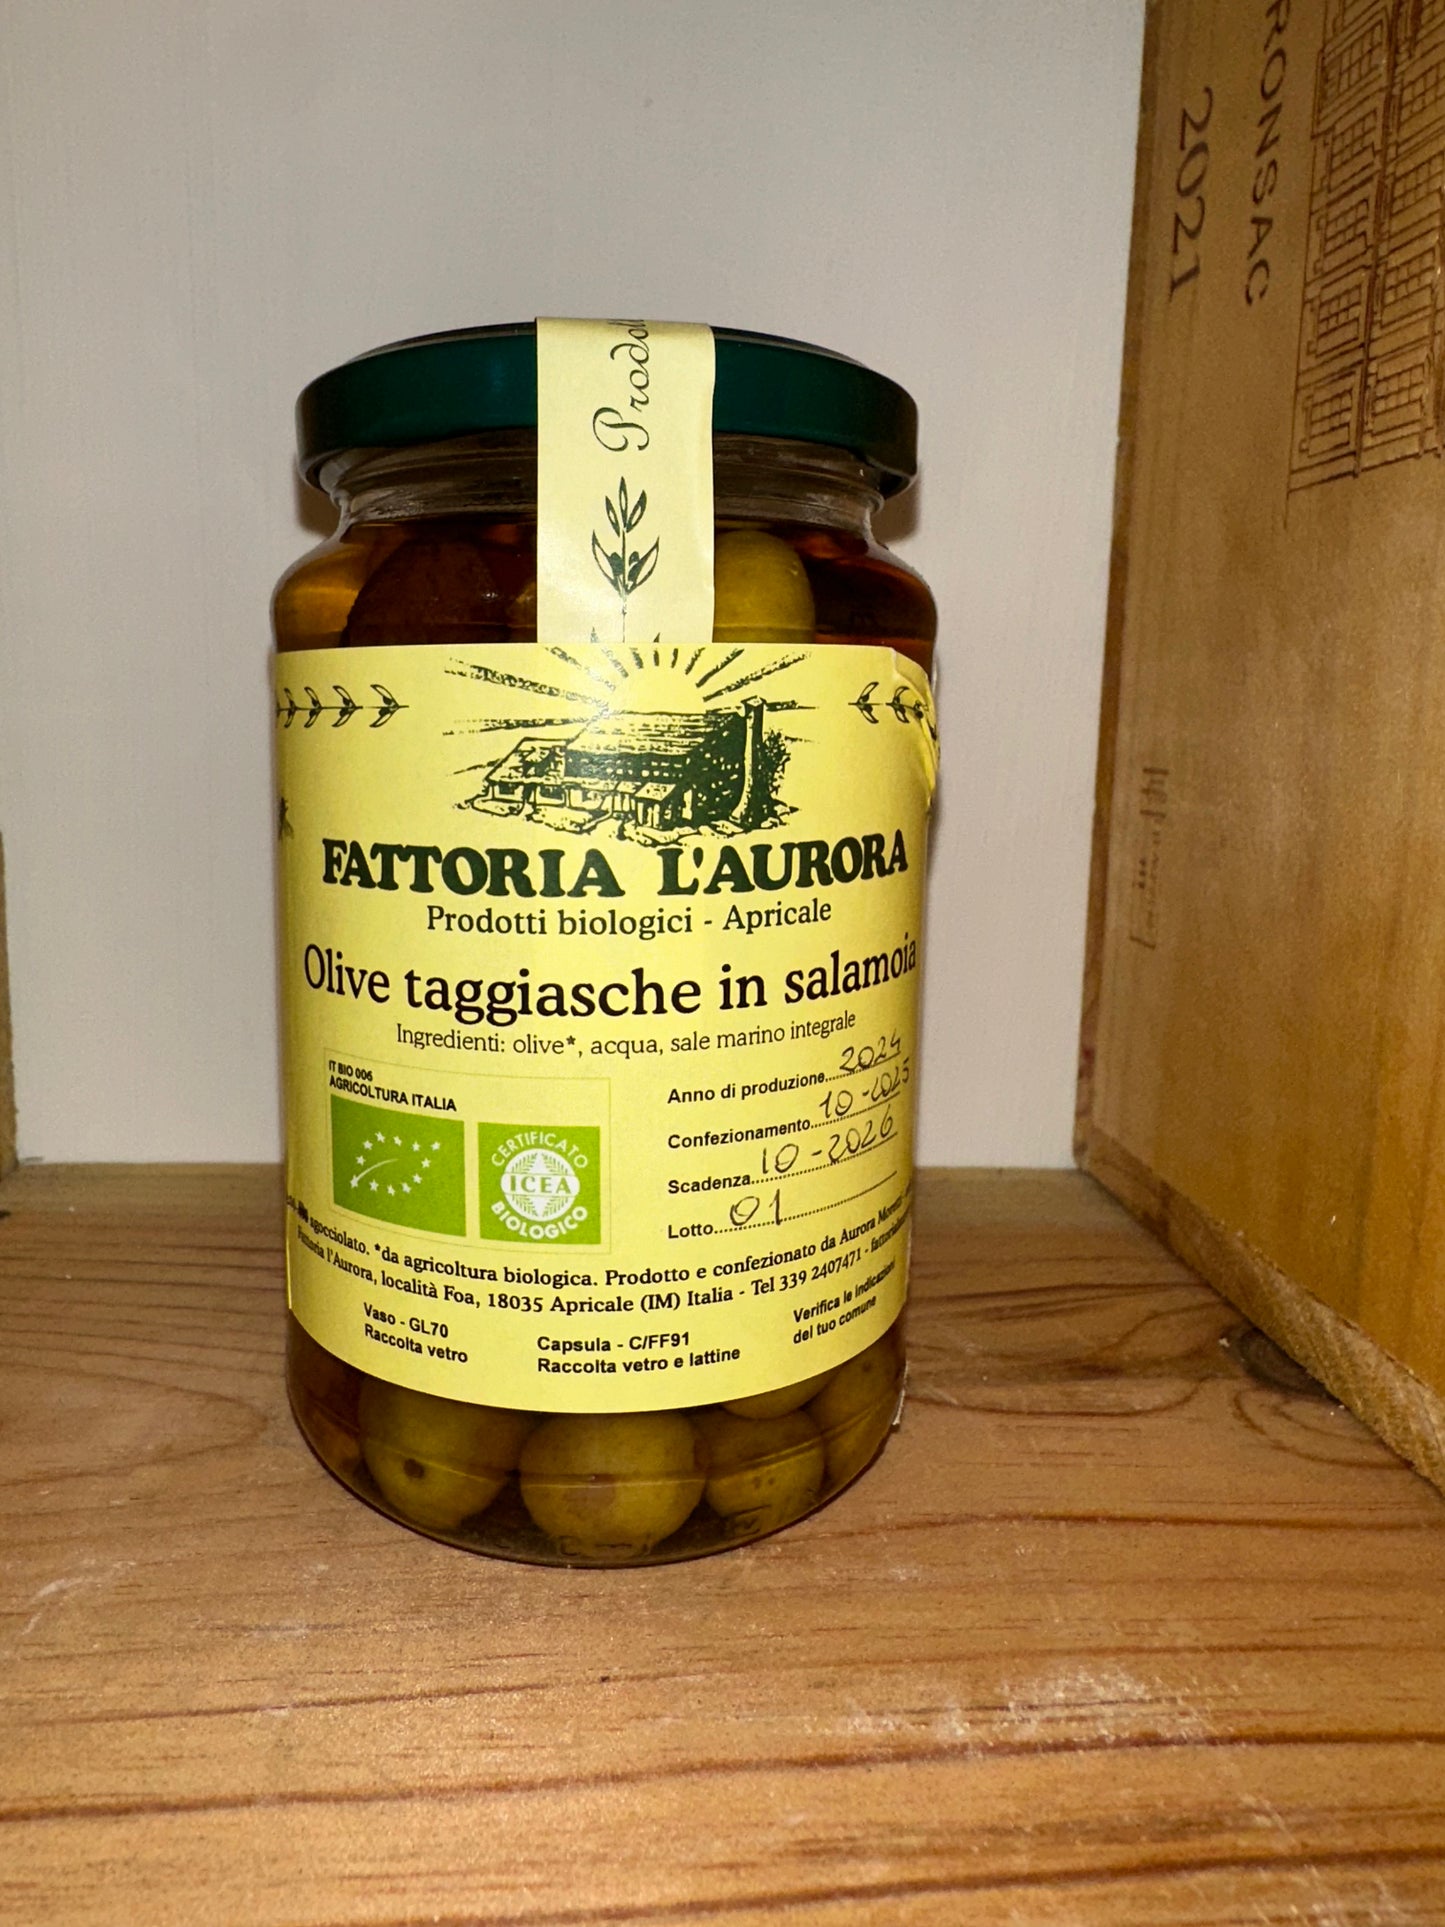 Prodott
FATTORIA L'AURORA
Prodotti biologici - Apricale
Olive taggiasche in salamoia
Ingredienti: olive*, acqua, sale marino integrale
IT BIO 006
AGRICOLTURA ITALIA
CERTIFICATO
ICEA
BIOLOGICO
Anno di produzione 2024
Confezionamento 10-2025
Scadenza 10-2026
Lotto 01
sgocciolato. *da agricoltura biologica. Prodotto e confezionato da Aurora
Fattoria l'Aurora, località Foa, 18035 Apricale (IM) Italia - Tel 339 2407471 -
Vaso - GL70
Raccolta vetro
Capsula - C/FF91
Raccolta vetro e lattine
Verifica le indicazioni
del tuo comune
RONSAC
2021